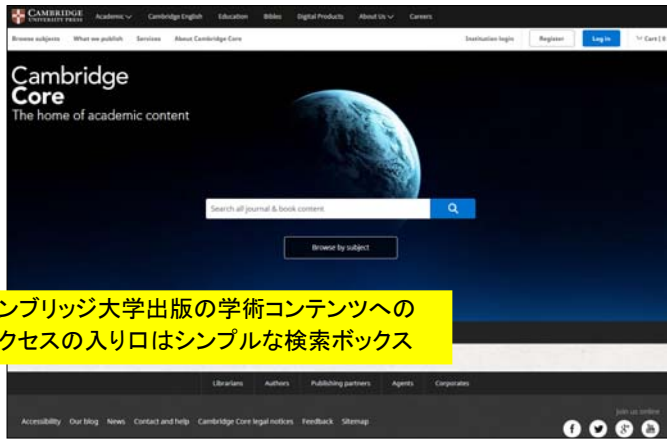 CAMBRIDGE UNIVERSITY PRESS Academic Cambridge English Education Bibles Digital Products About Us Careers
Browse subjects What we publish Services About Cambridge Core Institution login Register Log in Cart
Cambridge
Core
The home of academic content
Search all journal & book content
Browse by subject
ンブリッジ大学出版の学術コンテンツへの
クセスの入り口はシンプルな検索ボックス
Librarians Authors Publishing partners Agents Corporates
Join us online
Accessibility Our blog News Contact and help Cambridge Core legal notices Feedback Sitemap